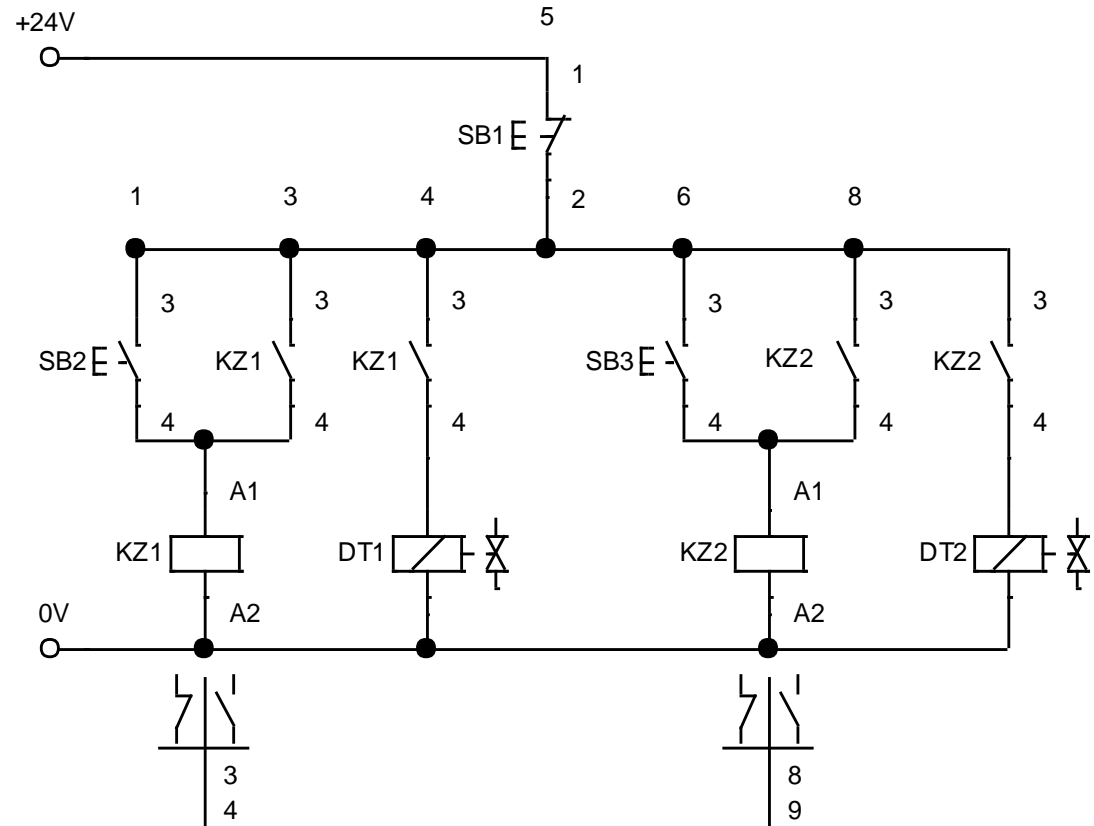 +24V 5
1
SB1
2
1 3 4 6 8
3 3 3 3 3 3
SB2 KZ1 KZ1 SB3 KZ2 KZ2
4 4 4 4 4 4
A1 A1
KZ1 DT1 KZ2 DT2
0V A2 A2
3 8
4 9